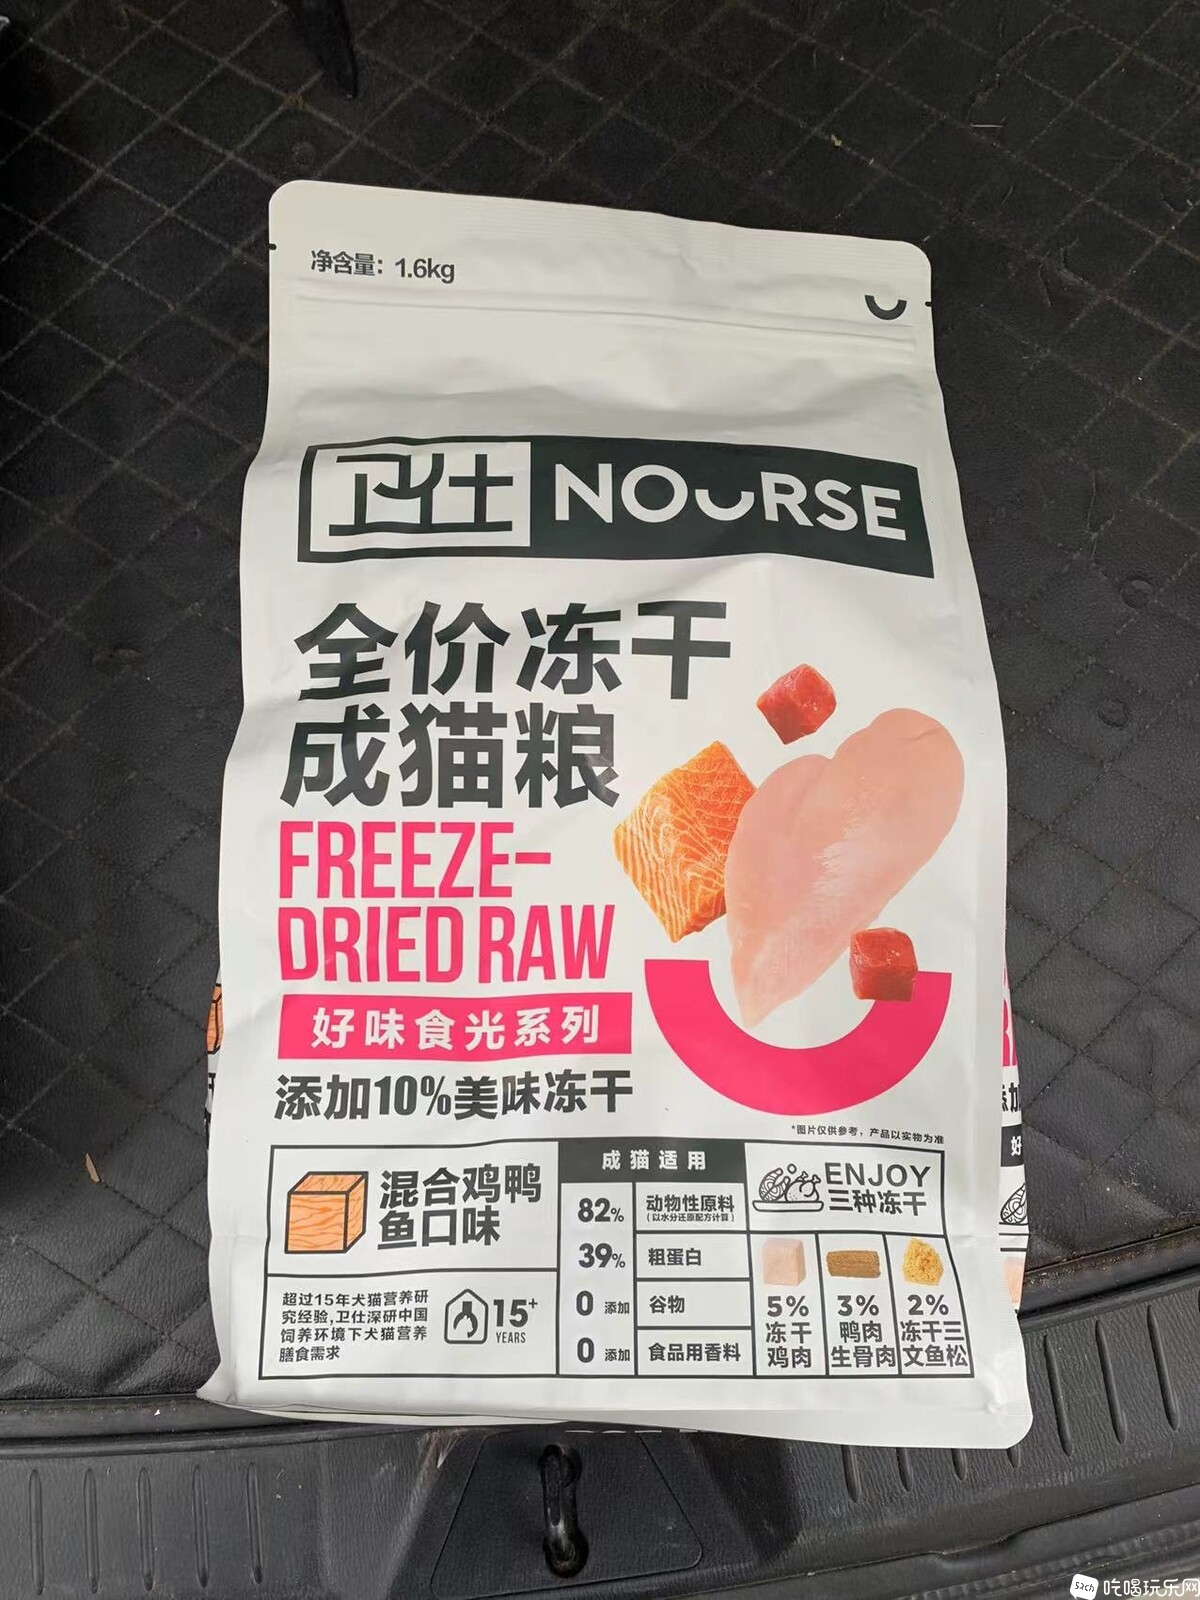 净含量：1.6kg
卫仕 NOURSE
全价冻干
成猫粮
FREEZE-
DRIED RAW
好味食光系列
添加10%美味冻干
*图片仅供参考，产品以实物为准
混合鸡鸭
鱼口味
超过15年犬猫营养研
究经验,卫仕深研中国
饲养环境下犬猫营养
膳食需求
15+
YEARS
成猫适用
82% 动物性原料
(以水分还原配方计算)
39% 粗蛋白
0 添加 谷物
0 添加 食品用香料
ENJOY
三种冻干
5%
冻干
鸡肉
3%
鸭肉
生骨肉
2%
冻干三
文鱼松
52ch 吃喝玩乐网